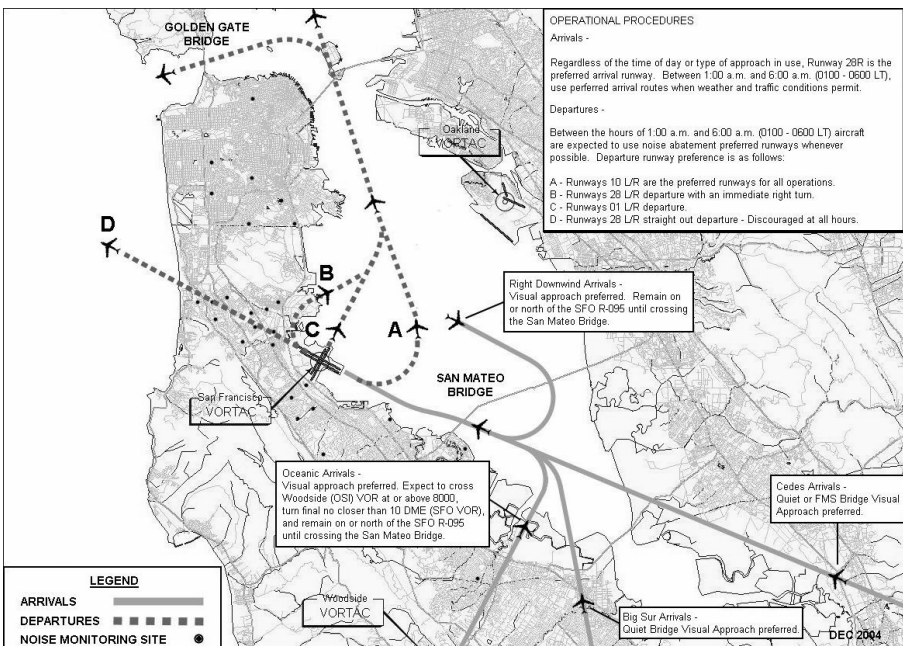 GOLDEN GATE
BRIDGE
OPERATIONAL PROCEDURES
Arrivals -
Regardless of the time of day or type of approach in use, Runway 28R is the
preferred arrival runway. Between 1:00 a.m. and 6:00 a.m. (0100 - 0600 LT),
use perferred arrival routes when weather and traffic conditions permit.
Departures -
Between the hours of 1:00 a.m. and 6:00 a.m. (0100 - 0600 LT) aircraft
are expected to use noise abatement preferred runways whenever
possible. Departure runway preference is as follows:
A - Runways 10 L/R are the preferred runways for all operations.
B - Runways 28 L/R departure with an immediate right turn.
C - Runways 01 L/R departure.
D - Runways 28 L/R straight out departure - Discouraged at all hours.
Oakland
VORTAC
D
B
C
A
Right Downwind Arrivals -
Visual approach preferred. Remain on
or north of the SFO R-095 until crossing
the San Mateo Bridge.
SAN MATEO
BRIDGE
San Francisco
VORTAC
Oceanic Arrivals -
Visual approach preferred. Expect to cross
Woodside (OSI) VOR at or above 8000,
turn final no closer than 10 DME (SFO VOR),
and remain on or north of the SFO R-095
until crossing the San Mateo Bridge.
Cedes Arrivals -
Quiet or FMS Bridge Visual
Approach preferred.
LEGEND
ARRIVALS
DEPARTURES
NOISE MONITORING SITE
Woodside
VORTAC
Big Sur Arrivals -
Quiet Bridge Visual Approach preferred.
DEC 2004